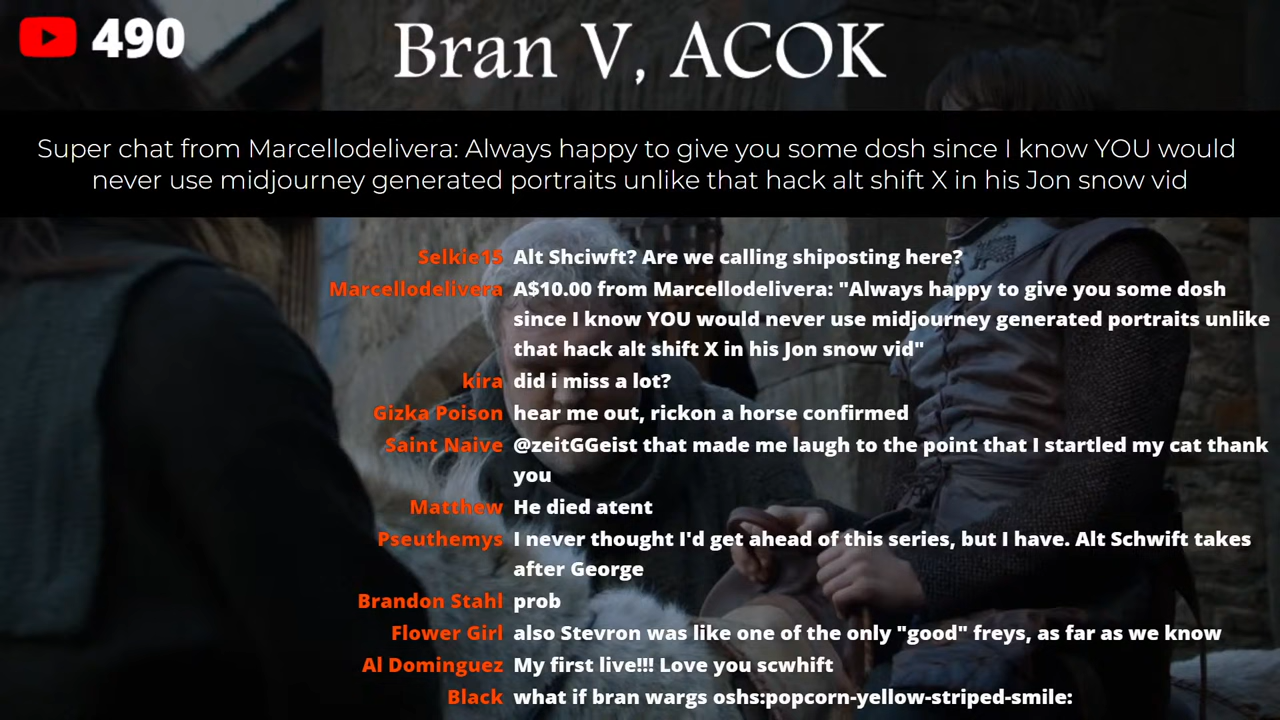 490
Bran V, ACOK
Super chat from Marcellodelivera: Always happy to give you some dosh since I know YOU would
never use midjourney generated portraits unlike that hack alt shift X in his Jon snow vid
Selkie15 Alt Shciwft? Are we calling shiposting here?
Marcellodelivera A$10.00 from Marcellodelivera: "Always happy to give you some dosh
since I know YOU would never use midjourney generated portraits unlike
that hack alt shift X in his Jon snow vid"
kira did i miss a lot?
Gizka Poison hear me out, rickon a horse confirmed
Saint Naive @zeitGGeist that made me laugh to the point that I startled my cat thank
you
Matthew He died atent
Pseuthemys I never thought I'd get ahead of this series, but I have. Alt Schwift takes
after George
Brandon Stahl prob
Flower Girl also Stevron was like one of the only "good" freys, as far as we know
Al Dominguez My first live!!! Love you scwhift
Black what if bran wargs oshs:popcorn-yellow-striped-smile: